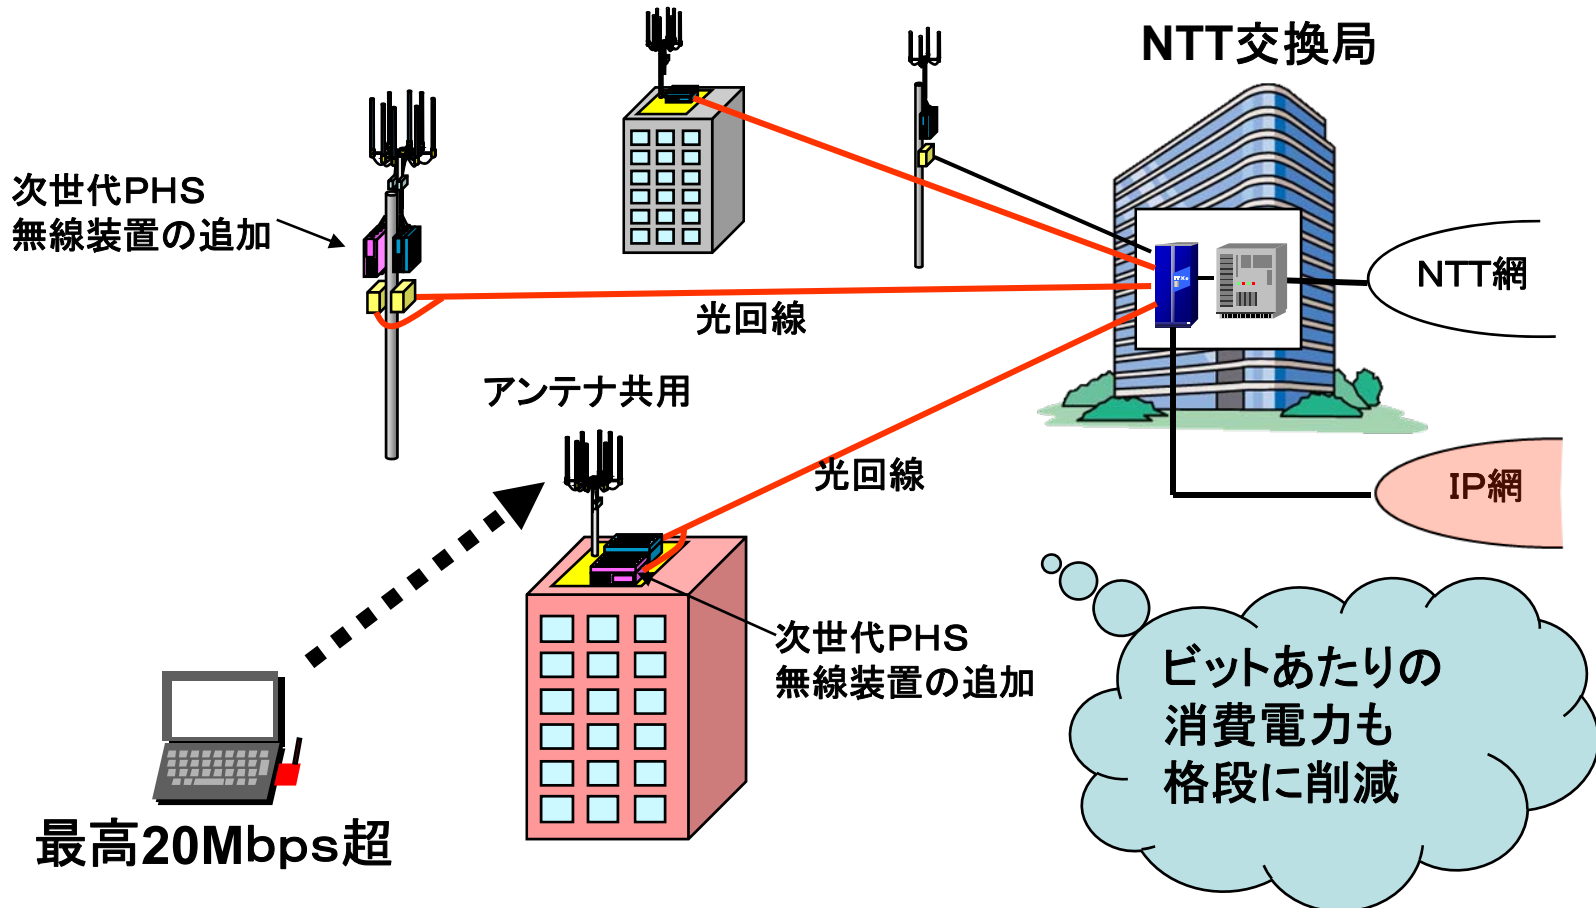 NTT交換局
次世代PHS
無線装置の追加
NTT網
光回線
アンテナ共用
光回線
IP網
次世代PHS
無線装置の追加
ビットあたりの
消費電力も
格段に削減
最高20Mbps超